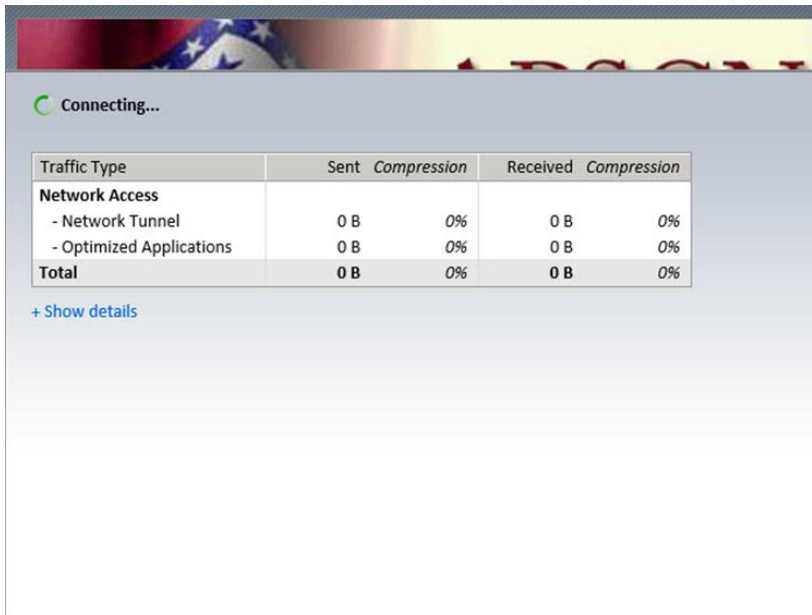 Connecting...
Traffic Type Sent Compression Received Compression
Network Access
- Network Tunnel 0 B 0% 0 B 0%
- Optimized Applications 0 B 0% 0 B 0%
Total 0 B 0% 0 B 0%
+ Show details